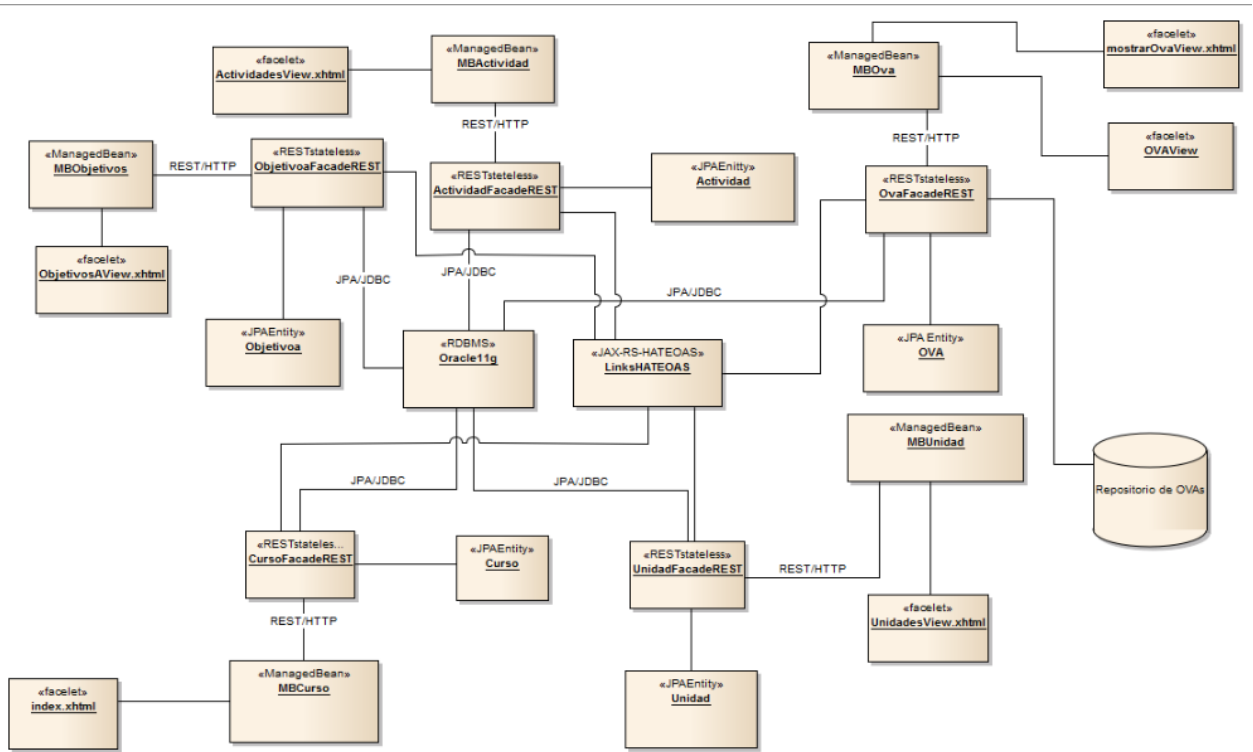 «facelet»
ActividadesView.xhtml
«ManagedBean»
MBActividad
«ManagedBean»
MBOva
«facelet»
mostrarOvaView.xhtml
REST/HTTP
REST/HTTP
«facelet»
OVAView
«ManagedBean»
MBObjetivos
REST/HTTP
«RESTstateless»
ObjetivoaFacadeREST
«RESTsteteless»
ActividadFacadeREST
«JPAEnitty»
Actividad
«RESTstateless»
OvaFacadeREST
«facelet»
ObjetivosAView.xhtml
JPA/JDBC
JPA/JDBC
JPA/JDBC
«JPAEntity»
Objetivoa
«RDBMS»
Oracle11g
«JAX-RS-HATEOAS»
LinksHATEOAS
«JPA Entity»
OVA
«ManagedBean»
MBUnidad
Repositorio de OVAs
JPA/JDBC
JPA/JDBC
«RESTstateles...
CursoFacadeREST
«JPAEntity»
Curso
«RESTstateless»
UnidadFacadeREST
REST/HTTP
«facelet»
UnidadesView.xhtml
REST/HTTP
«facelet»
index.xhtml
«ManagedBean»
MBCurso
«JPAEntity»
Unidad